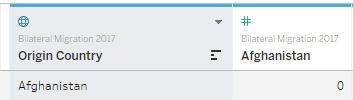 Bilateral Migration 2017 Bilateral Migration 2017
Origin Country Afghanistan
Afghanistan 0